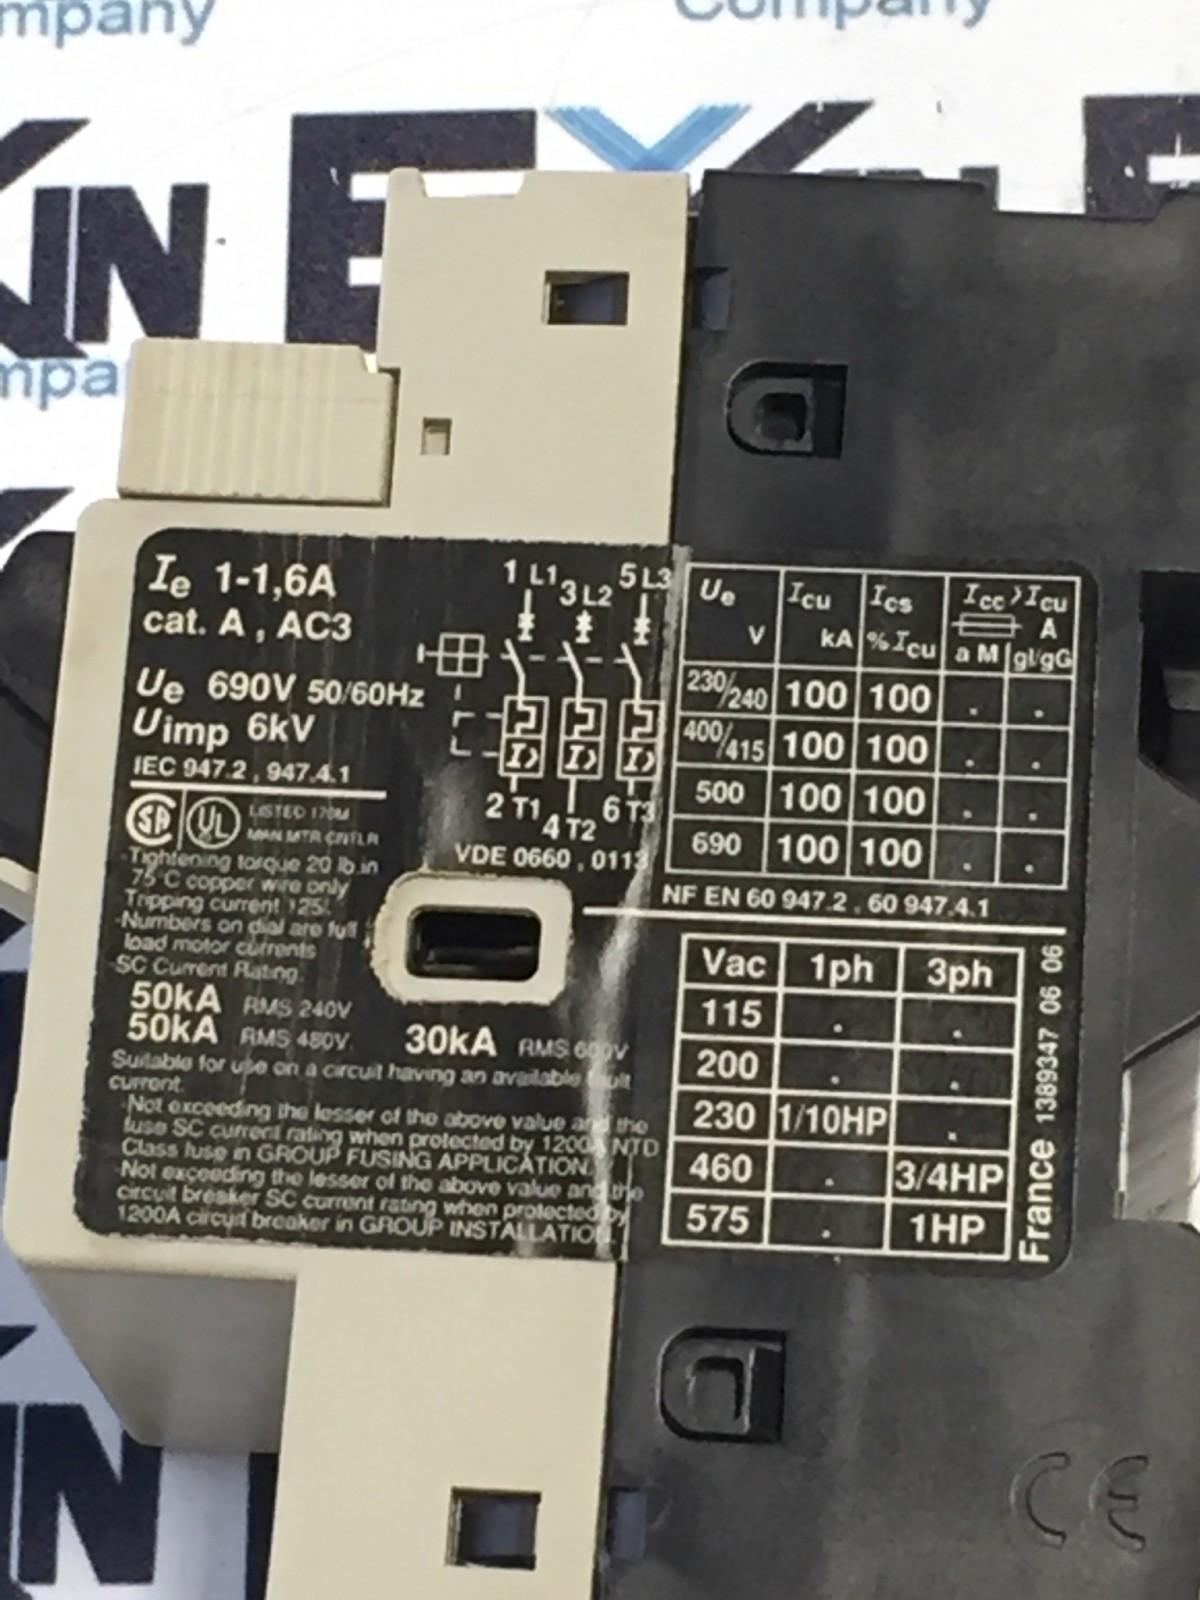 ompany
Company
IN
EXIN
E
ompa
Ie 1-1,6A
cat. A , AC3
Ue 690V 50/60Hz
Uimp 6kV
IEC 947.2 , 947.4.1
SA
UL
LISTED 170M
MAN.MTR CNTLR
-Tightening torque 20 lb.in
75°C copper wire only
Tripping current 125%
-Numbers on dial are full
load motor currents
-SC Current Rating.
50kA RMS 240V
50kA RMS 480V.
30kA RMS 600V
Suitable for use on a circuit having an available fault
current.
-Not exceeding the lesser of the above value and the
fuse SC current rating when protected by 1200A NTD
Class fuse in GROUP FUSING APPLICATION.
-Not exceeding the lesser of the above value and the
circuit breaker SC current rating when protected by
1200A circuit breaker in GROUP INSTALLATION.
1 L1 3 L2 5 L3
I> I> I>
2 T1 4 T2 6 T3
VDE 0660 , 0113
Ue V Icu kA Ics % Icu Icc > Icu A
a M gl/gG
230/240 100 100 . .
400/415 100 100 . .
500 100 100 . .
690 100 100 . .
NF EN 60 947.2 . 60 947.4.1
Vac 1ph 3ph
115 . .
200 . .
230 1/10HP .
460 . 3/4HP
575 . 1HP
France 1389347 06 06
CE
IN